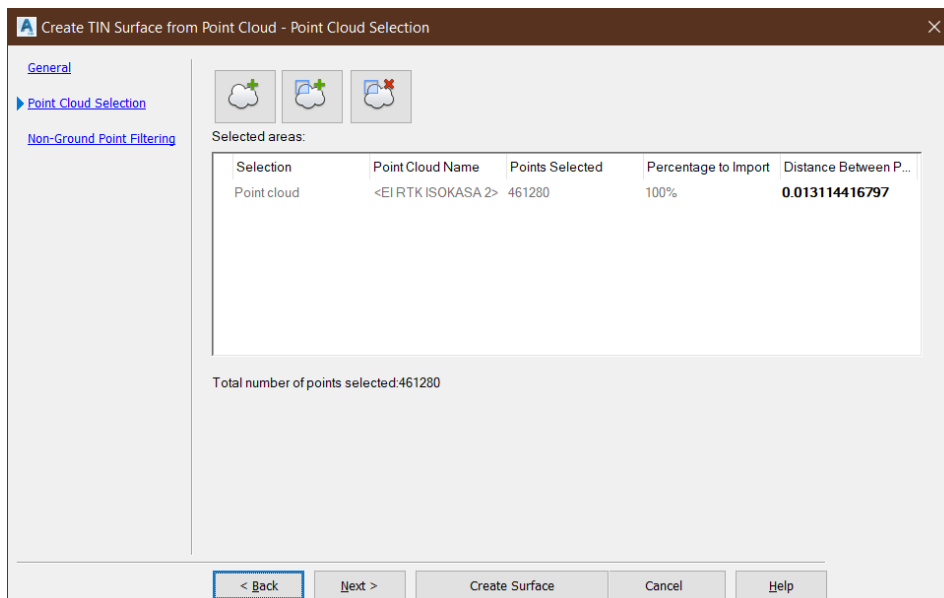 Create TIN Surface from Point Cloud - Point Cloud Selection
General
Point Cloud Selection
Non-Ground Point Filtering
Selected areas:
Selection Point Cloud Name Points Selected Percentage to Import Distance Between P...
Point cloud <EI RTK ISOKASA 2> 461280 100% 0.013114416797
Total number of points selected:461280
< Back Next > Create Surface Cancel Help